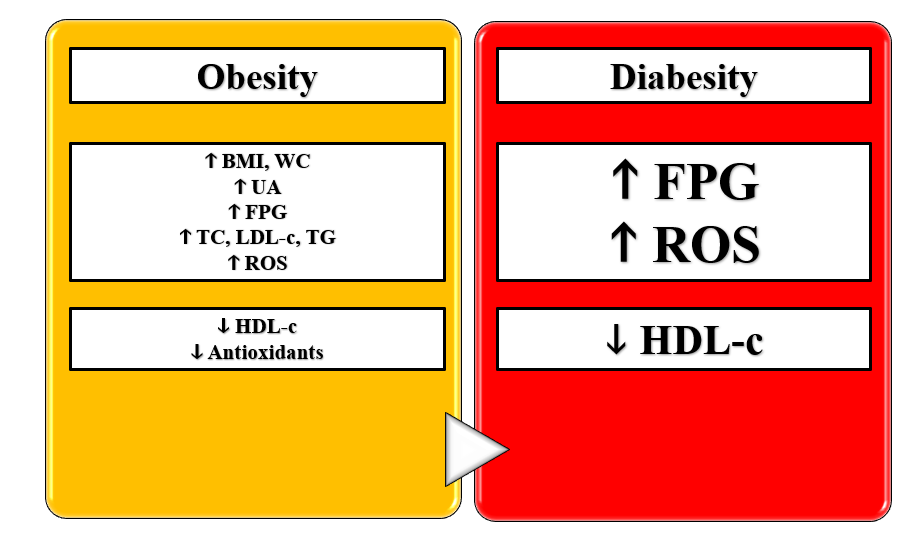 Obesity
↑ BMI, WC
↑ UA
↑ FPG
↑ TC, LDL-c, TG
↑ ROS
↓ HDL-c
↓ Antioxidants
Diabesity
↑ FPG
↑ ROS
↓ HDL-c